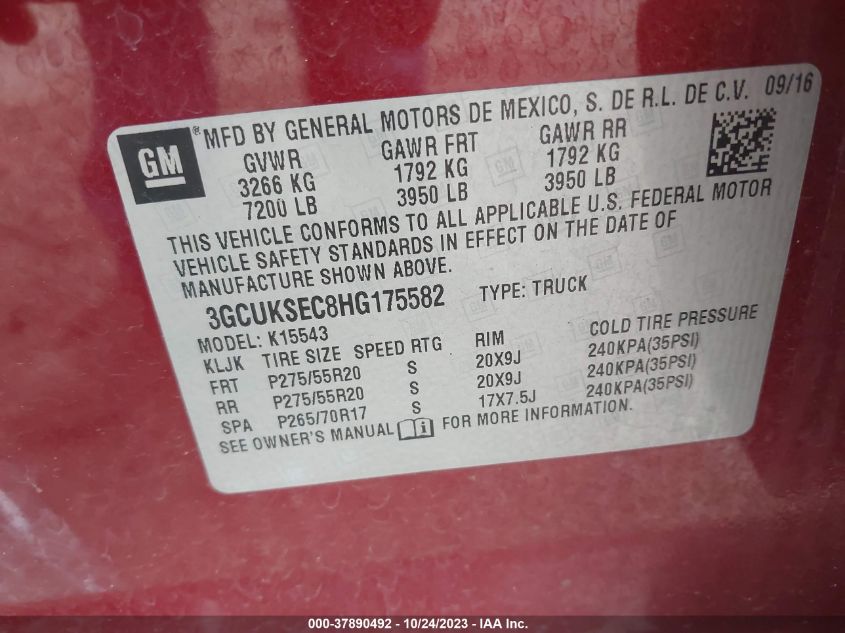 GM ® MFD BY GENERAL MOTORS DE MEXICO, S. DE R.L. DE C.V. 09/16
GVWR GAWR FRT GAWR RR
3266 KG 1792 KG 1792 KG
7200 LB 3950 LB 3950 LB
THIS VEHICLE CONFORMS TO ALL APPLICABLE U.S. FEDERAL MOTOR
VEHICLE SAFETY STANDARDS IN EFFECT ON THE DATE OF
MANUFACTURE SHOWN ABOVE.
3GCUKSEC8HG175582 TYPE: TRUCK
MODEL: K15543
KLJK TIRE SIZE SPEED RTG RIM COLD TIRE PRESSURE
FRT P275/55R20 S 20X9J 240KPA(35PSI)
RR P275/55R20 S 20X9J 240KPA(35PSI)
SPA P265/70R17 S 17X7.5J 240KPA(35PSI)
SEE OWNER'S MANUAL i FOR MORE INFORMATION.
000-37890492 - 10/24/2023 - IAA Inc.